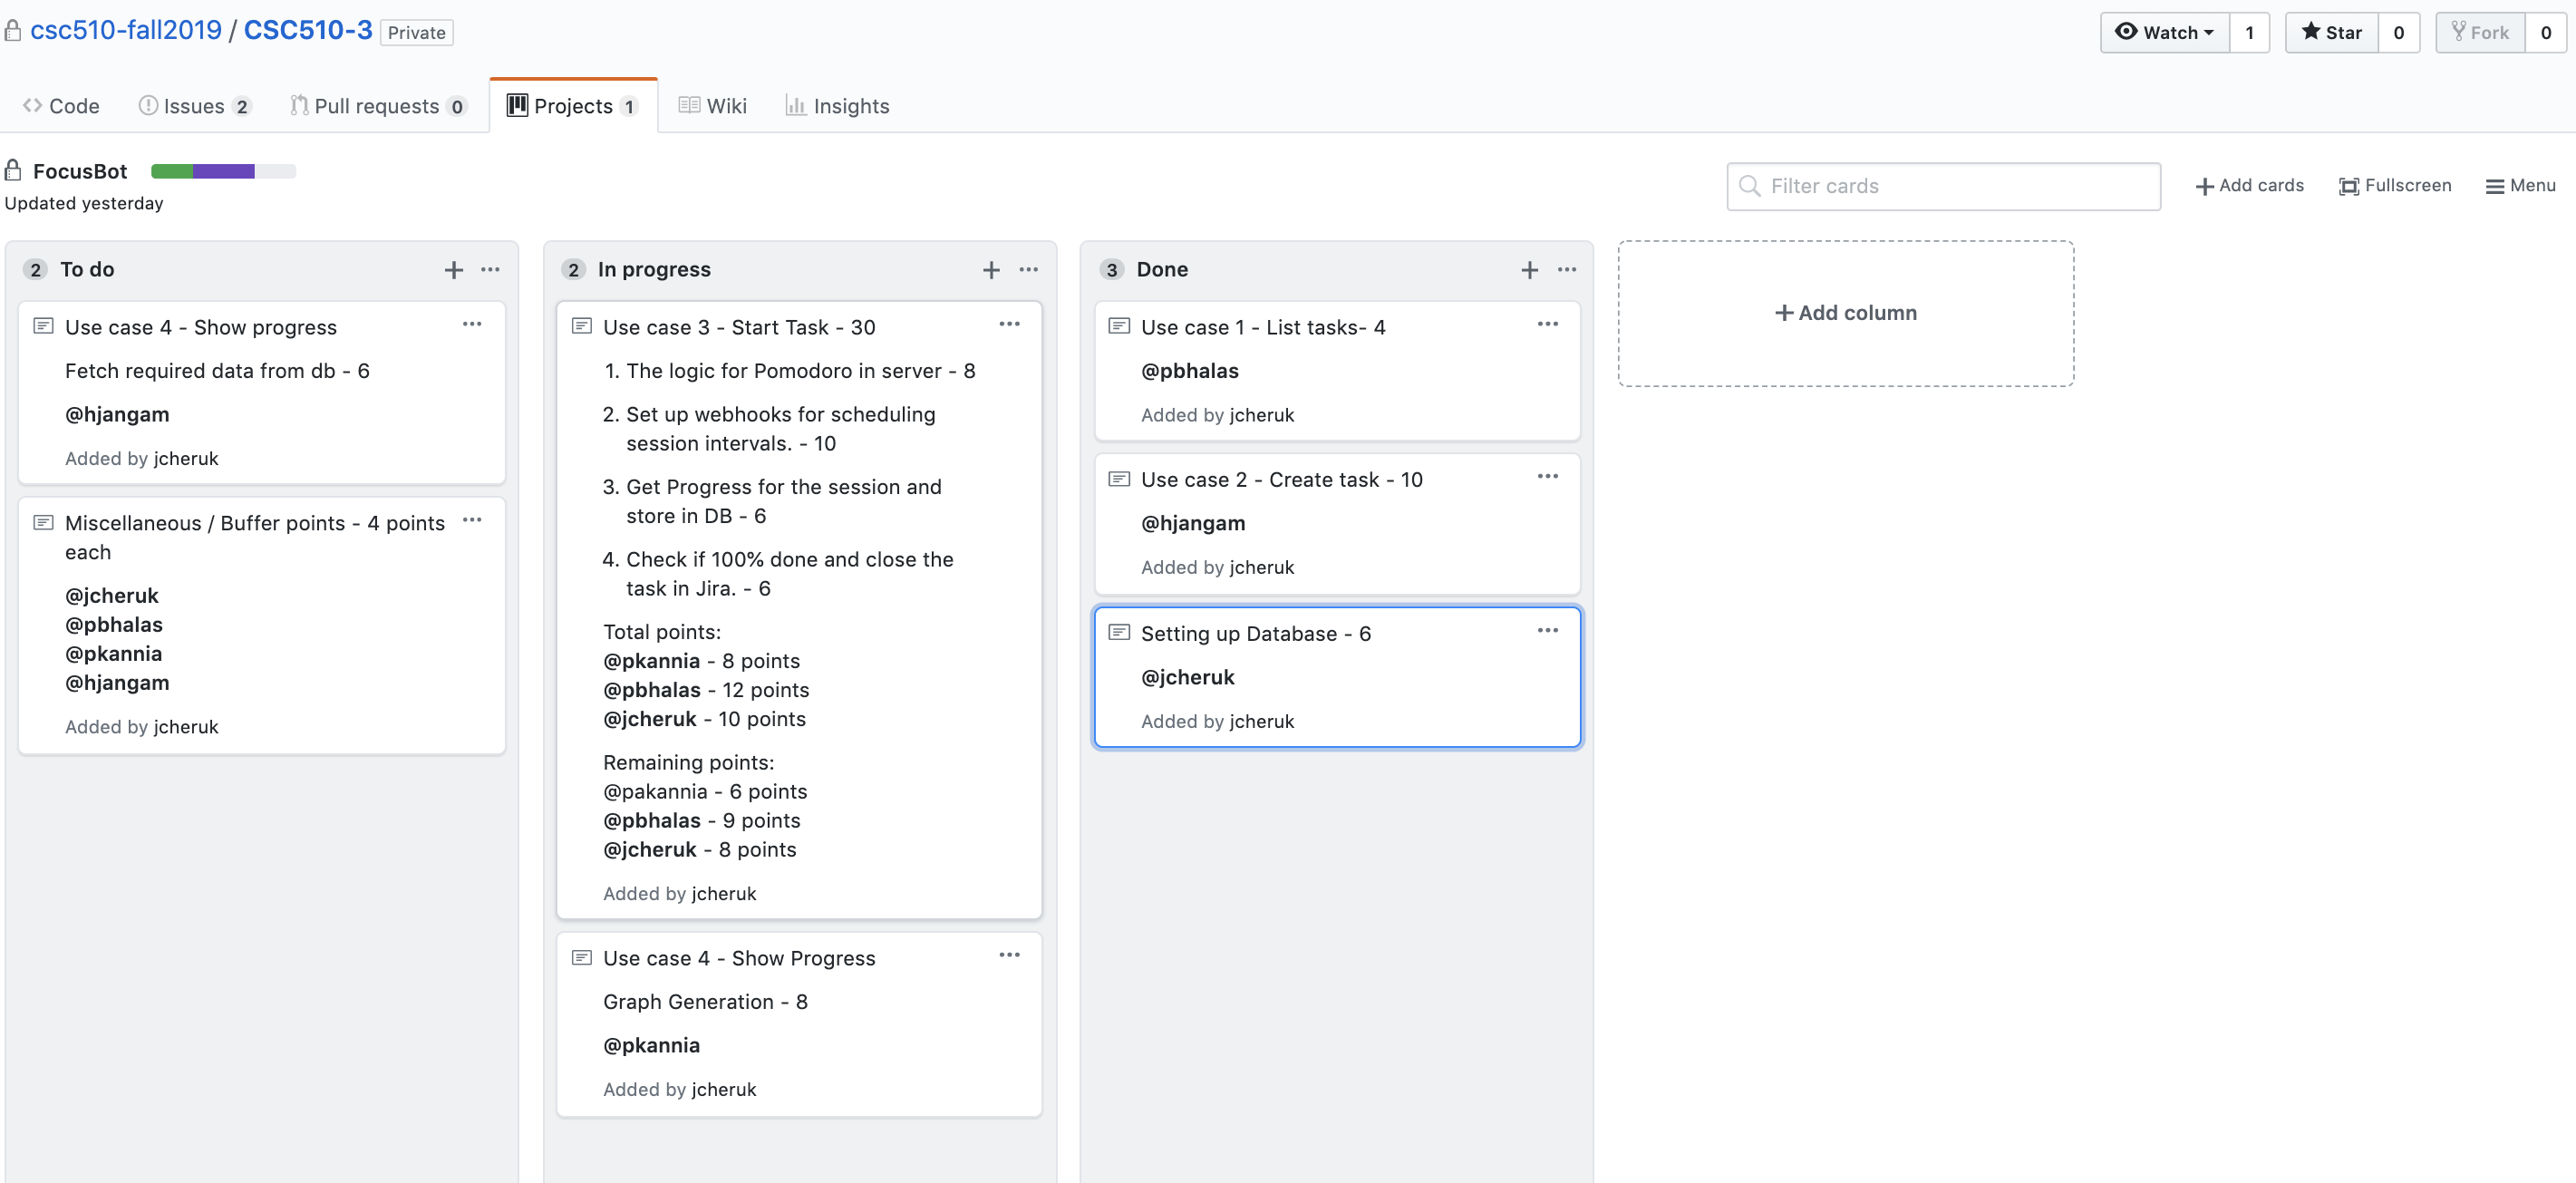 csc510-fall2019 / CSC510-3 Private
Watch 1 Star 0 Fork 0
Code Issues 2 Pull requests 0 Projects 1 Wiki Insights
FocusBot
Updated yesterday
Filter cards
Add cards Fullscreen Menu
2 To do
Use case 4 - Show progress
Fetch required data from db - 6
@hjangam
Added by jcheruk
Miscellaneous / Buffer points - 4 points
each
@jcheruk
@pbhalas
@pkannia
@hjangam
Added by jcheruk
2 In progress
Use case 3 - Start Task - 30
1. The logic for Pomodoro in server - 8
2. Set up webhooks for scheduling
session intervals. - 10
3. Get Progress for the session and
store in DB - 6
4. Check if 100% done and close the
task in Jira. - 6
Total points:
@pkannia - 8 points
@pbhalas - 12 points
@jcheruk - 10 points
Remaining points:
@pakannia - 6 points
@pbhalas - 9 points
@jcheruk - 8 points
Added by jcheruk
Use case 4 - Show Progress
Graph Generation - 8
@pkannia
Added by jcheruk
3 Done
Use case 1 - List tasks- 4
@pbhalas
Added by jcheruk
Use case 2 - Create task - 10
@hjangam
Added by jcheruk
Setting up Database - 6
@jcheruk
Added by jcheruk
Add column